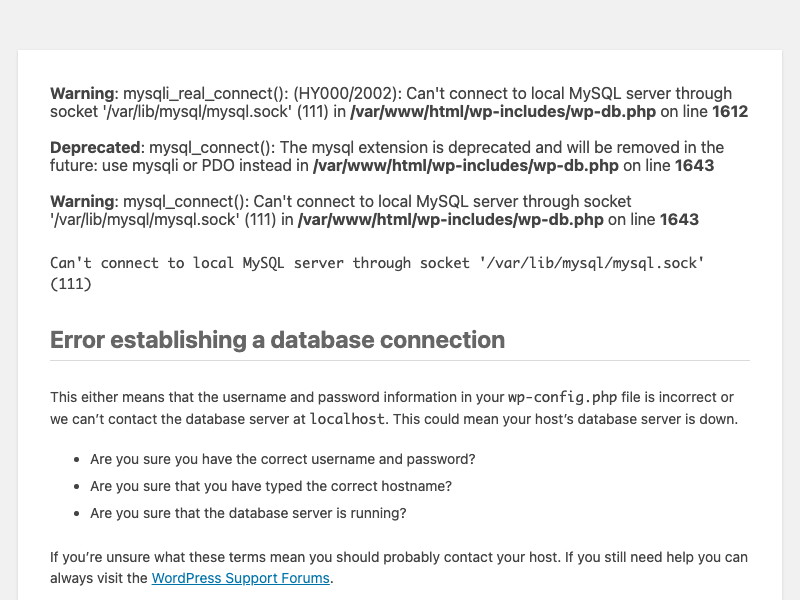 Warning: mysqli_real_connect(): (HY000/2002): Can't connect to local MySQL server through
socket '/var/lib/mysql/mysql.sock' (111) in /var/www/html/wp-includes/wp-db.php on line 1612
Deprecated: mysql_connect(): The mysql extension is deprecated and will be removed in the
future: use mysqli or PDO instead in /var/www/html/wp-includes/wp-db.php on line 1643
Warning: mysql_connect(): Can't connect to local MySQL server through socket
'/var/lib/mysql/mysql.sock' (111) in /var/www/html/wp-includes/wp-db.php on line 1643
Can't connect to local MySQL server through socket '/var/lib/mysql/mysql.sock'
(111)
Error establishing a database connection
This either means that the username and password information in your wp-config.php file is incorrect or
we can’t contact the database server at localhost. This could mean your host’s database server is down.
• Are you sure you have the correct username and password?
• Are you sure that you have typed the correct hostname?
• Are you sure that the database server is running?
If you’re unsure what these terms mean you should probably contact your host. If you still need help you can
always visit the WordPress Support Forums.